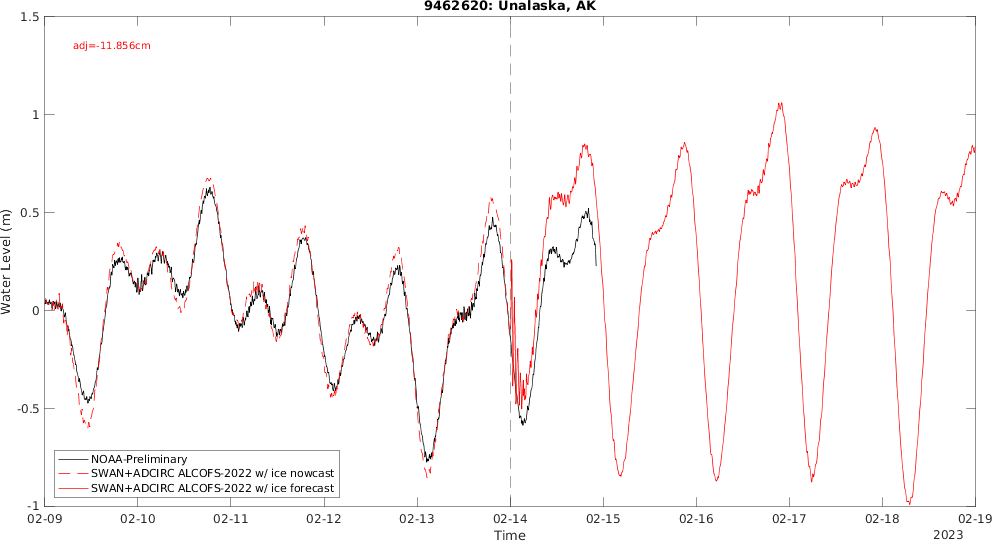 9462620: Unalaska, AK
adj=-11.856cm
1.5
1
0.5
0
-0.5
-1
Water Level (m)
NOAA-Preliminary
SWAN+ADCIRC ALCOFS-2022 w/ ice nowcast
SWAN+ADCIRC ALCOFS-2022 w/ ice forecast
02-09 02-10 02-11 02-12 02-13 02-14 02-15 02-16 02-17 02-18 02-19
Time
2023